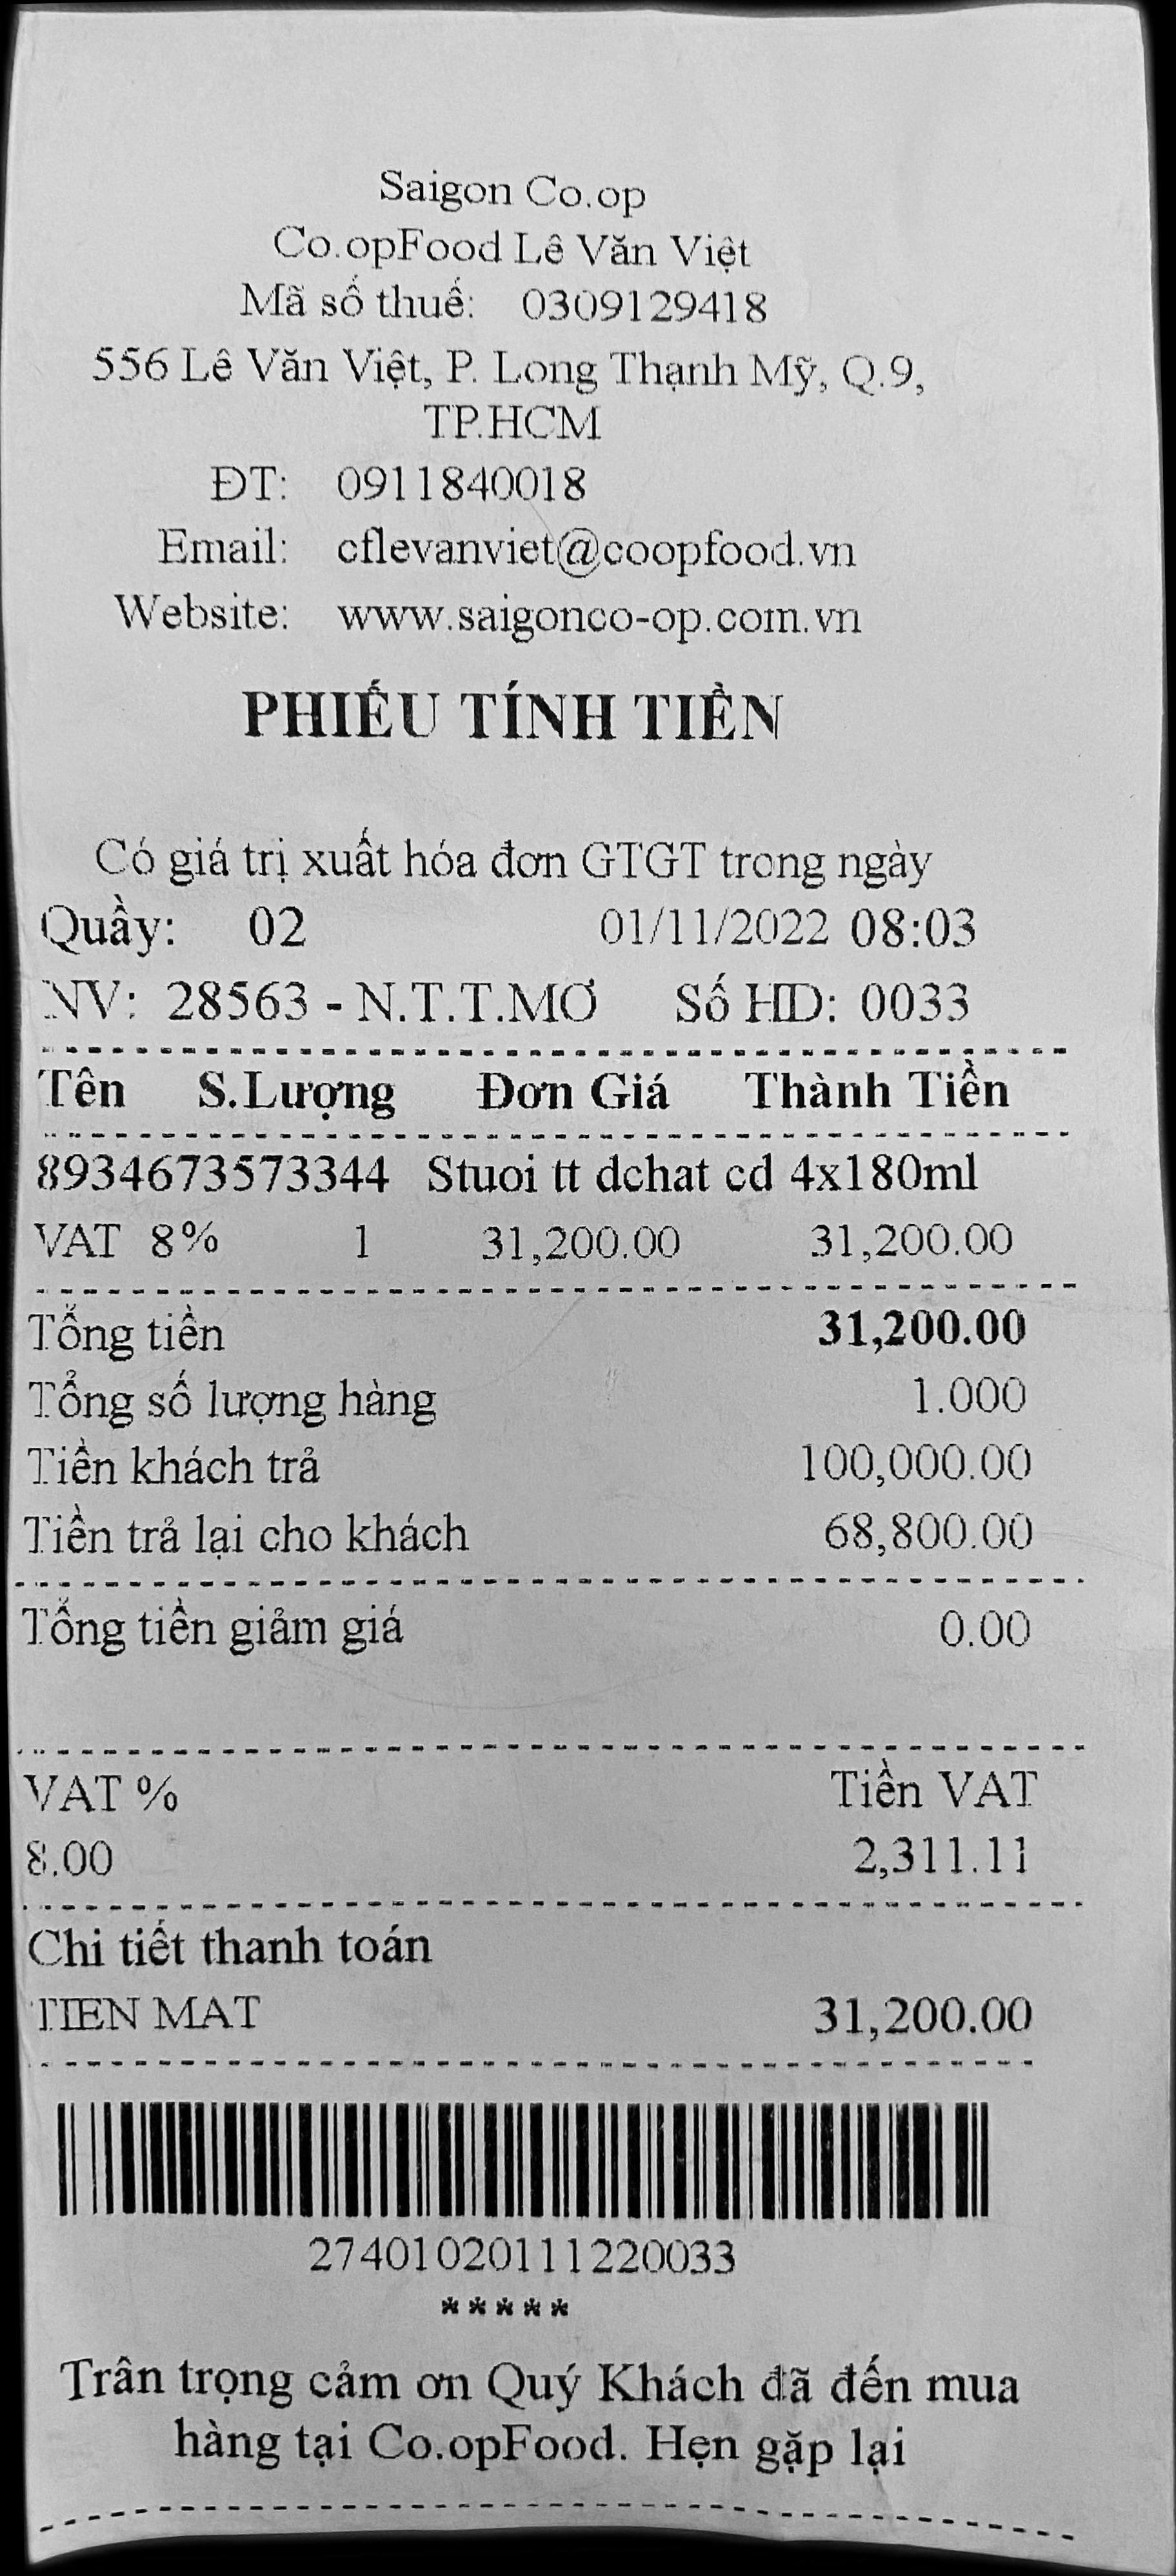 Saigon Co.op
Co.opFood Lê Văn Việt
Mã số thuế: 0309129418
556 Lê Văn Việt, P. Long Thạnh Mỹ, Q.9,
TP.HCM
ĐT: 0911840018
Email: cflevanviet@coopfood.vn
Website: www.saigonco-op.com.vn
PHIẾU TÍNH TIỀN
Có giá trị xuất hóa đơn GTGT trong ngày
Quầy: 02 01/11/2022 08:03
NV: 28563 - N.T.T.MƠ Số HD: 0033
Tên S.Lượng Đơn Giá Thành Tiền
8934673573344 Stuoi tt dchat cd 4x180ml
VAT 8% 1 31,200.00 31,200.00
Tổng tiền 31,200.00
Tổng số lượng hàng 1.000
Tiền khách trả 100,000.00
Tiền trả lại cho khách 68,800.00
Tổng tiền giảm giá 0.00
VAT % Tiền VAT
8.00 2,311.11
Chi tiết thanh toán
TIEN MAT 31,200.00
27401020111220033
*****
Trân trọng cảm ơn Quý Khách đã đến mua
hàng tại Co.opFood. Hẹn gặp lại